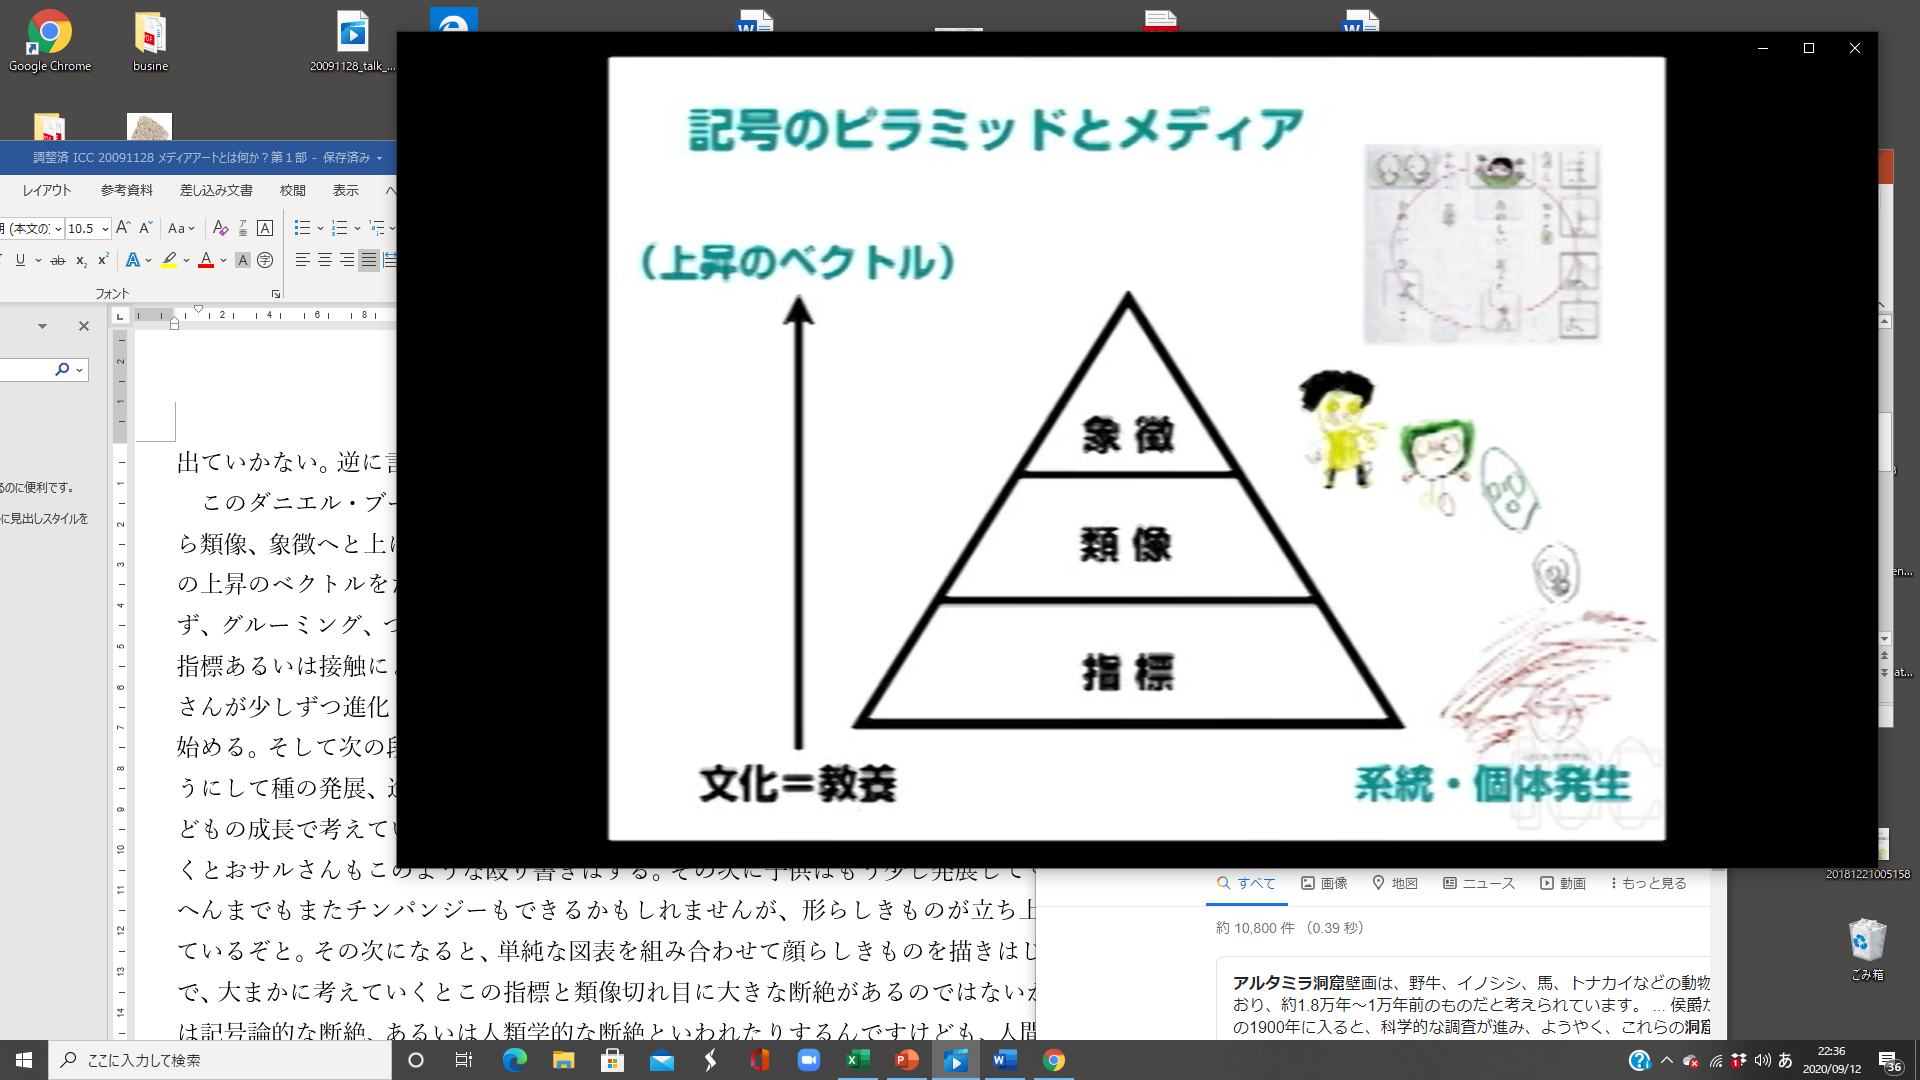 Google Chrome
busine
20091128_talk_...
調整済 ICC 20091128 メディアアートとは何か？第１部 - 保存済み
レイアウト 参考資料 差し込み文書 校閲 表示 ヘ
(本文の 10.5 Aa
フォント
2 4 6 8
るのに便利です。
に見出しスタイルを
出ていかない。逆に言
このダニエル・ブー
ら類像、象徴へと上に
の上昇のベクトルをた
ず、グルーミング、つ
指標あるいは接触に。
さんが少しずつ進化
始める。そして次の段
うにして種の発展、進
どもの成長で考えてい
くとおサルさんもこのような殴り書きはする。その次に子供はもう少し発展して
へんまでもまたチンパンジーもできるかもしれませんが、形らしきものが立ち上
ているぞと。その次になると、単純な図表を組み合わせて顔らしきものを描きはじ
で、大まかに考えていくとこの指標と類像切れ目に大きな断絶があるのではないか
は記号論的な断絶、あるいは人類学的な断絶といわれたりするんですけども、人間
記号のピラミッドとメディア
（上昇のベクトル）
象 徴
類 像
指 標
文化＝教養
系統・個体発生
ICC
すべて 画像 地図 ニュース 動画 もっと見る
約 10,800 件 （0.39 秒）
アルタミラ洞窟壁画は、野牛、イノシシ、馬、トナカイなどの動物
おり、約1.8万年～1万年前のものだと考えられています。 ... 侯爵が
の1900年に入ると、科学的な調査が進み、ようやく、これらの洞窟
en...
at...
20181221005158
ごみ箱
ここに入力して検索
あ
22:36
2020/09/12
36